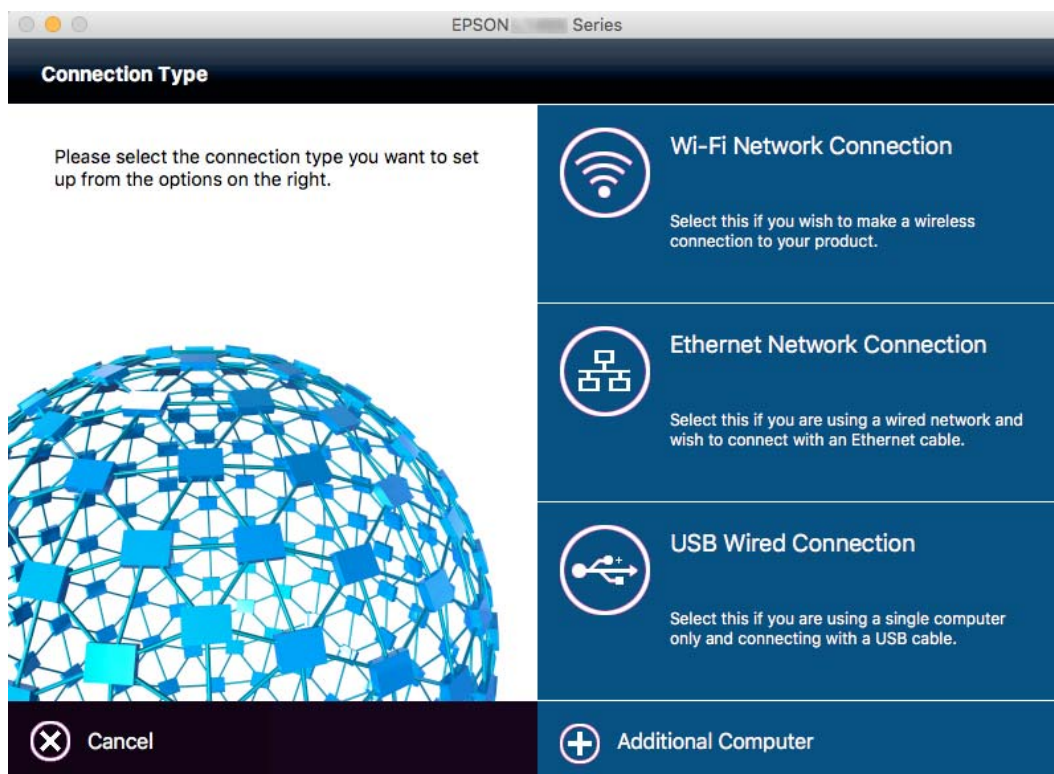 EPSON Series
Connection Type
Please select the connection type you want to set
up from the options on the right.
Wi-Fi Network Connection
Select this if you wish to make a wireless
connection to your product.
Ethernet Network Connection
Select this if you are using a wired network and
wish to connect with an Ethernet cable.
USB Wired Connection
Select this if you are using a single computer
only and connecting with a USB cable.
Cancel
Additional Computer